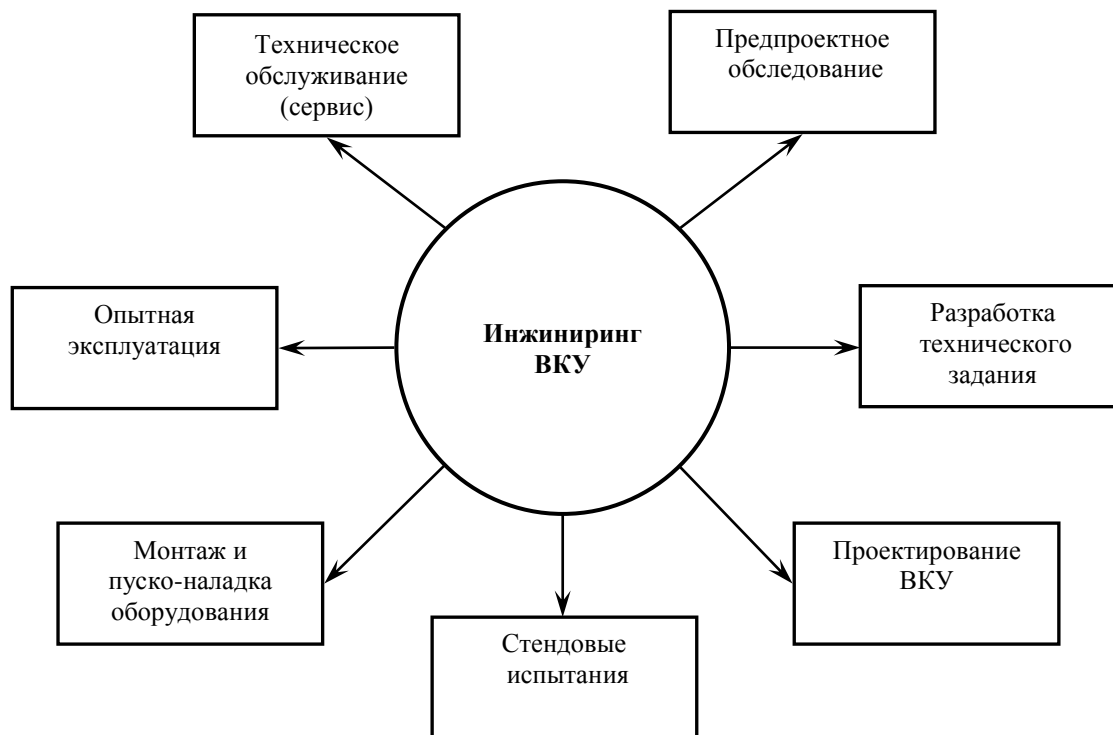 Техническое
обслуживание
(сервис)
Предпроектное
обследование
Опытная
эксплуатация
Инжиниринг
ВКУ
Разработка
технического
задания
Монтаж и
пуско-наладка
оборудования
Стендовые
испытания
Проектирование
ВКУ